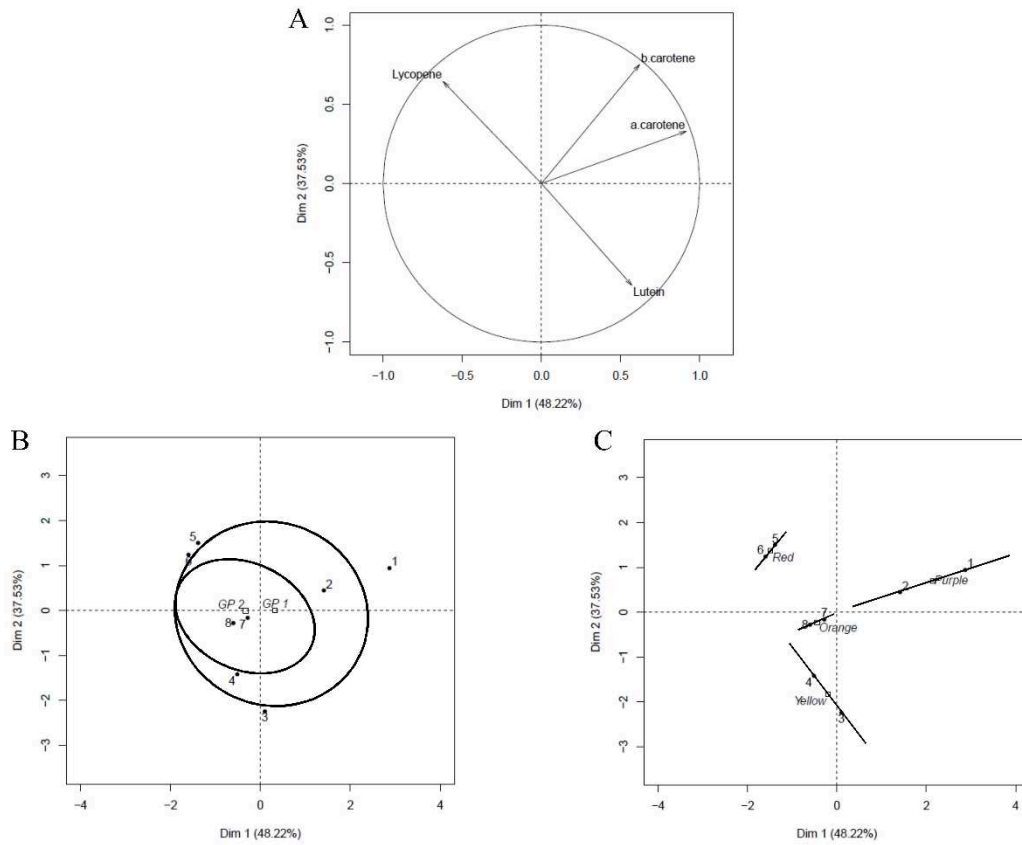 A
1.0
0.5
0.0
−0.5
−1.0
Dim 2 (37.53%)
Lycopene
b.carotene
a.carotene
Lutein
−1.0 −0.5 0.0 0.5 1.0
Dim 1 (48.22%)
B
3
2
1
0
−1
−2
−3
Dim 2 (37.53%)
5
6
1
2
GP 2 GP 1
8 7
4
3
−4 −2 0 2 4
Dim 1 (48.22%)
C
3
2
1
0
−1
−2
−3
Dim 2 (37.53%)
6 5
Red
1
2
Purple
7
8
Orange
4
Yellow
3
−4 −2 0 2 4
Dim 1 (48.22%)